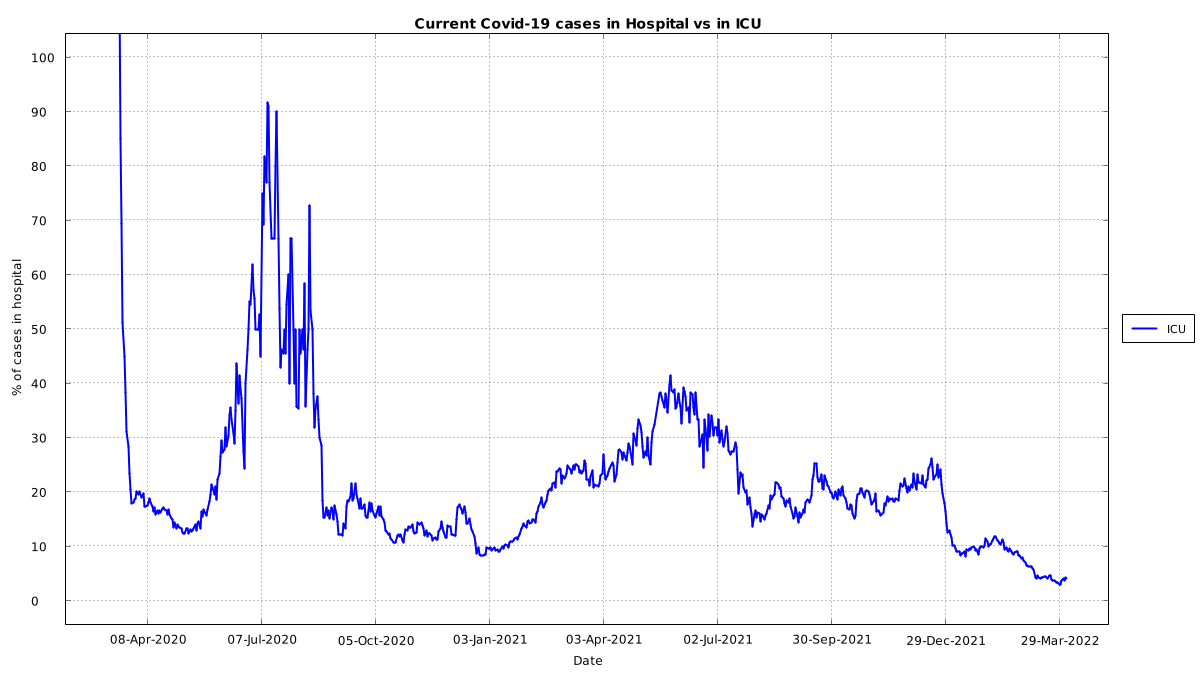 Current Covid-19 cases in Hospital vs in ICU
% of cases in hospital
100
90
80
70
60
50
40
30
20
10
0
ICU
08-Apr-2020 07-Jul-2020 05-Oct-2020 03-Jan-2021 03-Apr-2021 02-Jul-2021 30-Sep-2021 29-Dec-2021 29-Mar-2022
Date